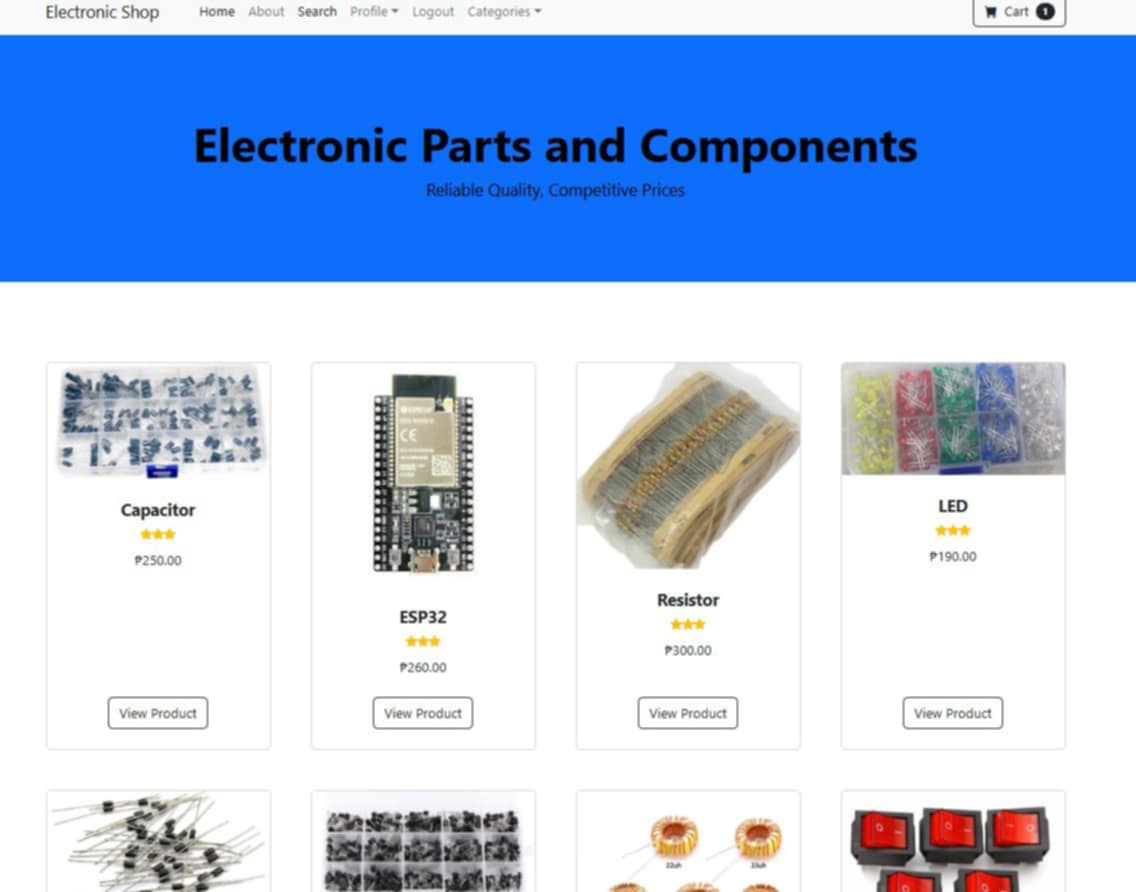 Electronic Shop Home About Search Profile Logout Categories Cart 1
Electronic Parts and Components
Reliable Quality, Competitive Prices
Capacitor
₱250.00
View Product
ESP32
₱260.00
View Product
Resistor
₱300.00
View Product
LED
₱190.00
View Product
22uh
33uh